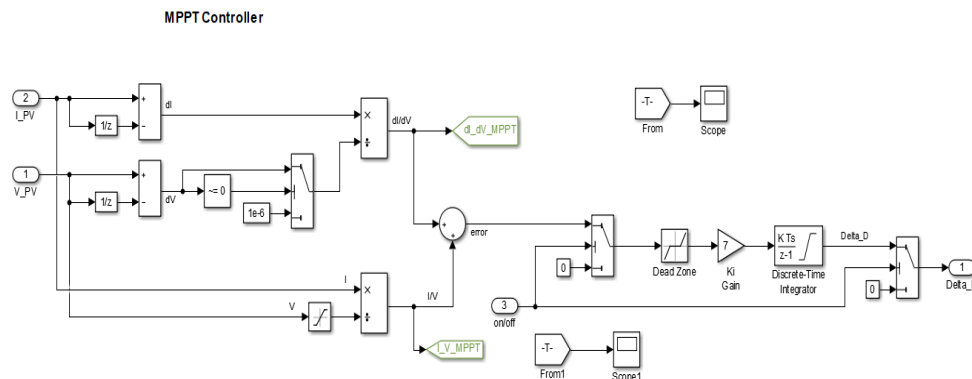 MPPT Controller
2
I_PV
1/z
+
-
dI
×
÷
dI/dV
dI_dV_MPPT
-T-
From
Scope
1
V_PV
1/z
+
-
dV
~= 0
1e-6
+
+
error
0
Dead Zone
7
Ki
Gain
K Ts
z-1
Discrete-Time
Integrator
Delta_D
0
1
I
V
×
÷
I/V
I_V_MPPT
3
on/off
-T-
From1
Scope1